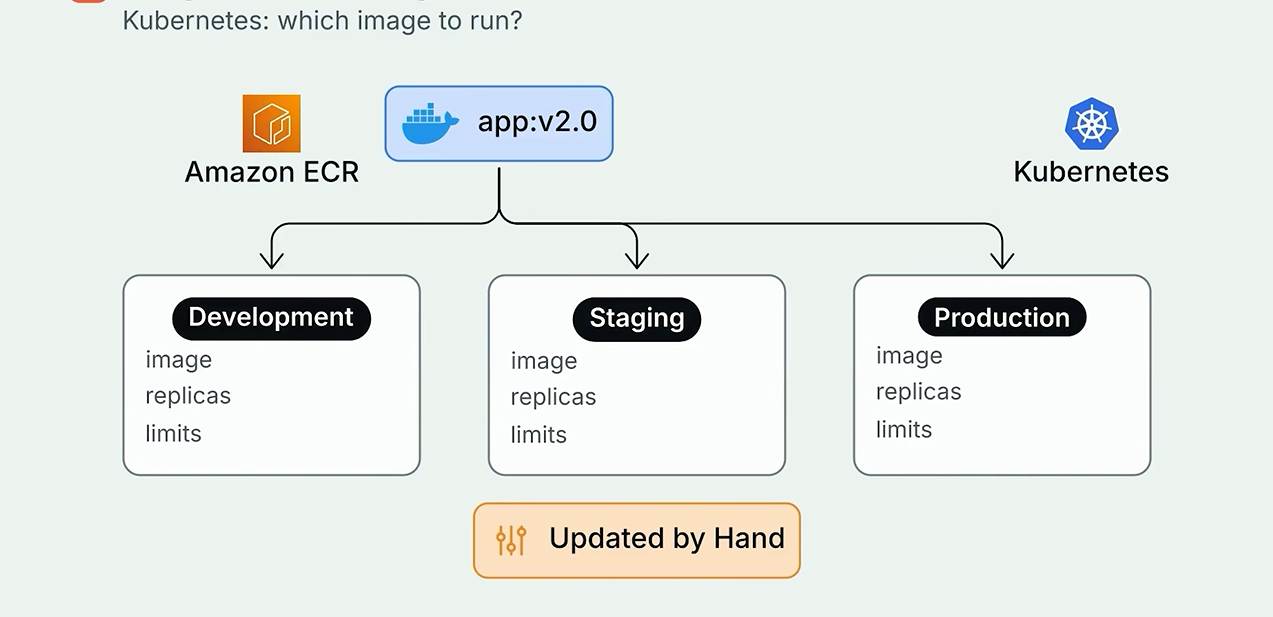 Kubernetes: which image to run?
Amazon ECR
app:v2.0
Kubernetes
Development
image
replicas
limits
Staging
image
replicas
limits
Production
image
replicas
limits
Updated by Hand